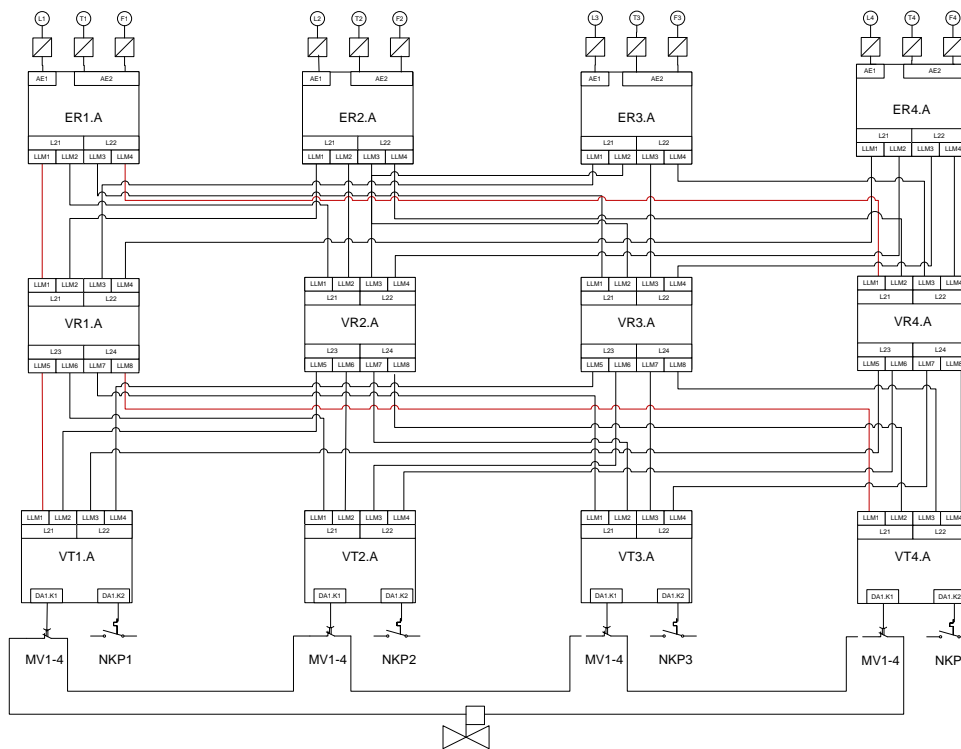 L1 T1 F1 L2 T2 F2 L3 T3 F3 L4 T4 F4
AE1 AE2 AE1 AE2 AE1 AE2 AE1 AE2
ER1.A ER2.A ER3.A ER4.A
L21 L22 L21 L22 L21 L22 L21 L22
LLM1 LLM2 LLM3 LLM4 LLM1 LLM2 LLM3 LLM4 LLM1 LLM2 LLM3 LLM4 LLM1 LLM2 LLM3 LLM4
LLM1 LLM2 LLM3 LLM4 LLM1 LLM2 LLM3 LLM4 LLM1 LLM2 LLM3 LLM4 LLM1 LLM2 LLM3 LLM4
L21 L22 L21 L22 L21 L22 L21 L22
VR1.A VR2.A VR3.A VR4.A
L23 L24 L23 L24 L23 L24 L23 L24
LLM5 LLM6 LLM7 LLM8 LLM5 LLM6 LLM7 LLM8 LLM5 LLM6 LLM7 LLM8 LLM5 LLM6 LLM7 LLM8
LLM1 LLM2 LLM3 LLM4 LLM1 LLM2 LLM3 LLM4 LLM1 LLM2 LLM3 LLM4 LLM1 LLM2 LLM3 LLM4
L21 L22 L21 L22 L21 L22 L21 L22
VT1.A VT2.A VT3.A VT4.A
DA1.K1 DA1.K2 DA1.K1 DA1.K2 DA1.K1 DA1.K2 DA1.K1 DA1.K2
MV1-4 NKP1 MV1-4 NKP2 MV1-4 NKP3 MV1-4 NKP